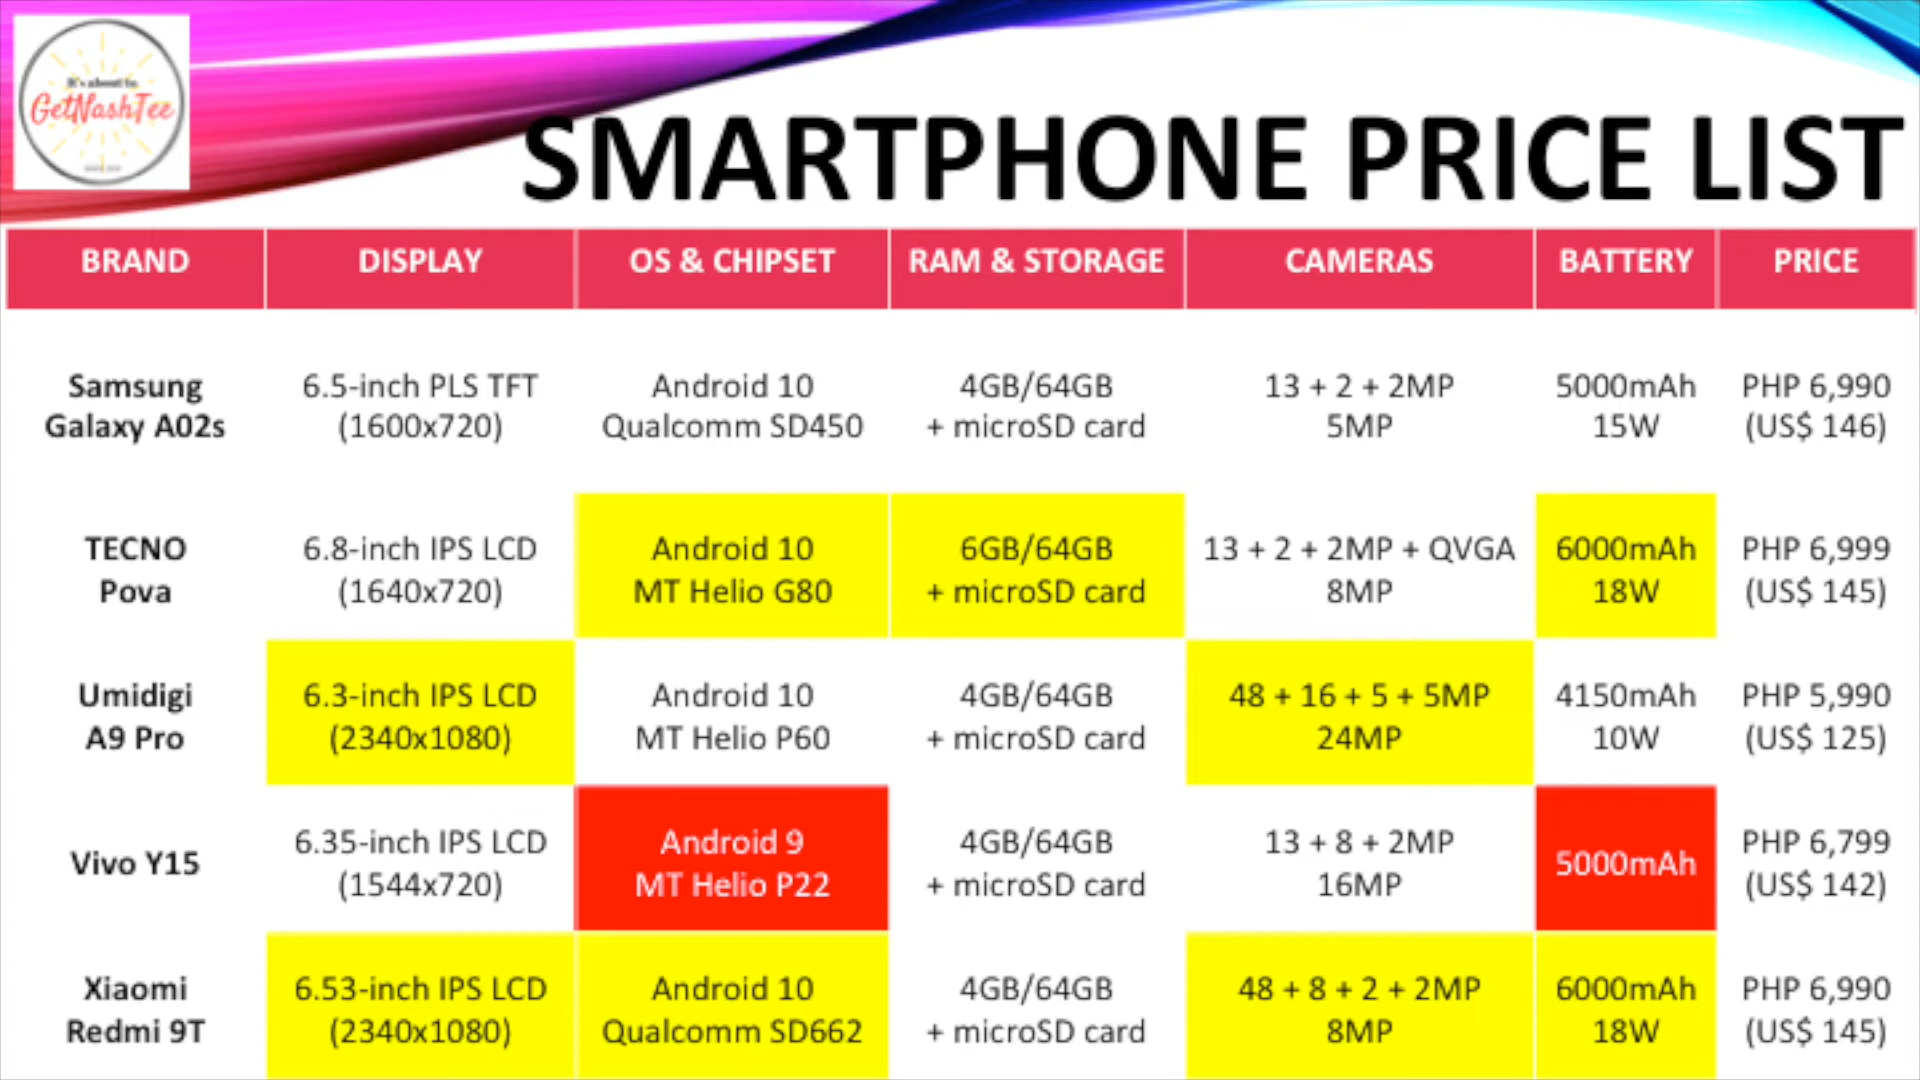 It's about to
GetNashTee
SMARTPHONE PRICE LIST
BRAND DISPLAY OS & CHIPSET RAM & STORAGE CAMERAS BATTERY PRICE
Samsung 6.5-inch PLS TFT Android 10 4GB/64GB 13 + 2 + 2MP 5000mAh PHP 6,990
Galaxy A02s (1600x720) Qualcomm SD450 + microSD card 5MP 15W (US$ 146)
TECNO 6.8-inch IPS LCD Android 10 6GB/64GB 13 + 2 + 2MP + QVGA 6000mAh PHP 6,999
Pova (1640x720) MT Helio G80 + microSD card 8MP 18W (US$ 145)
Umidigi 6.3-inch IPS LCD Android 10 4GB/64GB 48 + 16 + 5 + 5MP 4150mAh PHP 5,990
A9 Pro (2340x1080) MT Helio P60 + microSD card 24MP 10W (US$ 125)
Vivo Y15 6.35-inch IPS LCD Android 9 4GB/64GB 13 + 8 + 2MP 5000mAh PHP 6,799
(1544x720) MT Helio P22 + microSD card 16MP (US$ 142)
Xiaomi 6.53-inch IPS LCD Android 10 4GB/64GB 48 + 8 + 2 + 2MP 6000mAh PHP 6,990
Redmi 9T (2340x1080) Qualcomm SD662 + microSD card 8MP 18W (US$ 145)